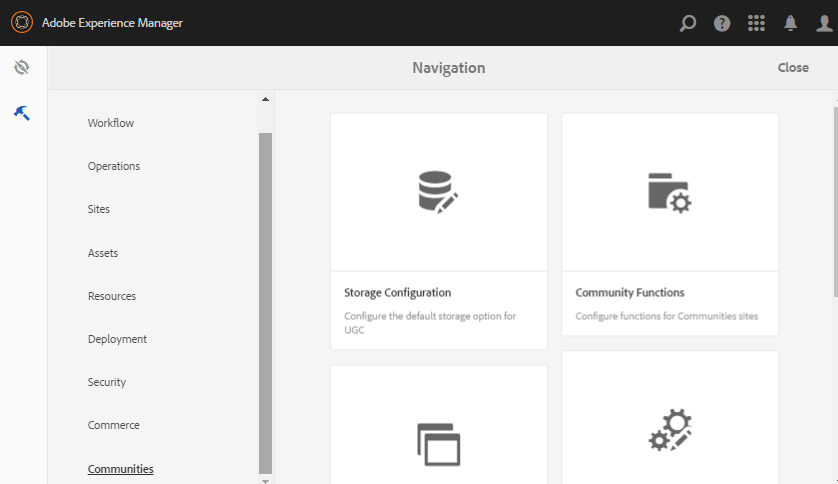 Adobe Experience Manager
Navigation
Close
Workflow
Operations
Sites
Assets
Resources
Deployment
Security
Commerce
Communities
Storage Configuration
Configure the default storage option for
UGC
Community Functions
Configure functions for Communities sites